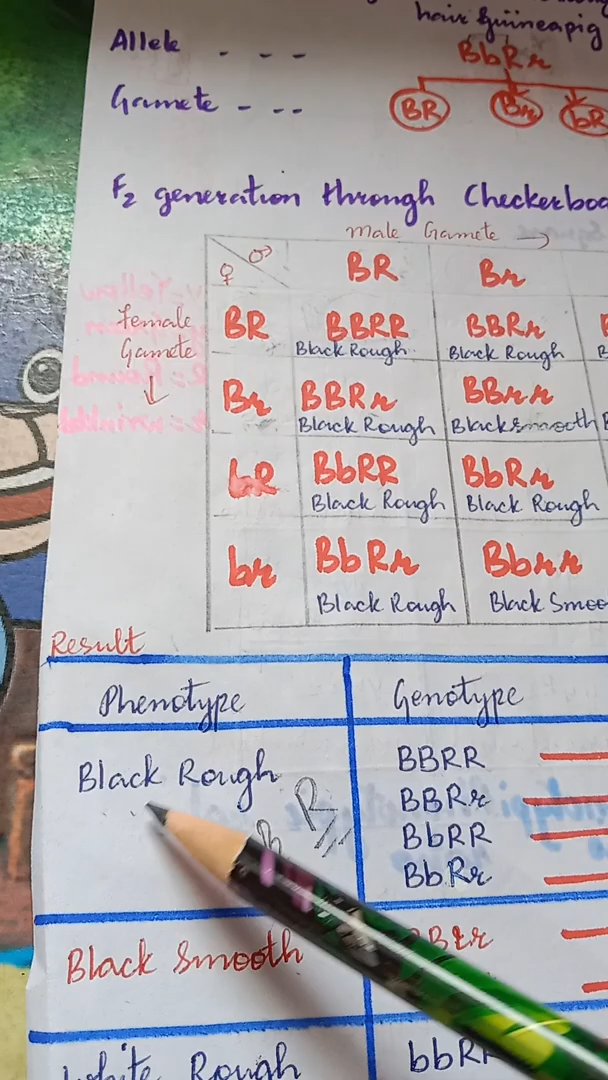 hair Guineapig
Allele - - -
BbRr
Gamete - - - BR Br bR
F2 generation through Checkerboa
male Gamete →
♀ ♂ BR Br
Female
Gamete
↓
BR BBRR BBRr
Black Rough Black Rough
Br BBRr BBrr
Black Rough Black smooth
bR BbRR BbRr
Black Rough Black Rough
br BbRr Bbrr
Black Rough Black Smoo
Result
Phenotype Genotype
Black Rough BBRR
BBRr
BbRR
BbRr
R
Black Smooth
White Rough